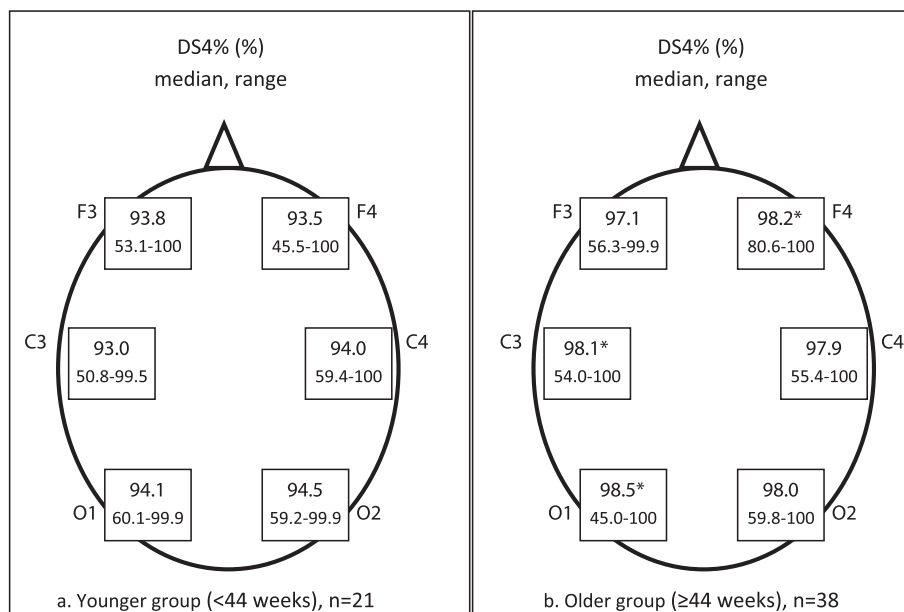 DS4% (%)
median, range
F3
93.8
53.1-100
93.5
45.5-100
F4
C3
93.0
50.8-99.5
94.0
59.4-100
C4
O1
94.1
60.1-99.9
94.5
59.2-99.9
O2
a. Younger group (<44 weeks), n=21
DS4% (%)
median, range
F3
97.1
56.3-99.9
98.2*
80.6-100
F4
C3
98.1*
54.0-100
97.9
55.4-100
C4
O1
98.5*
45.0-100
98.0
59.8-100
O2
b. Older group (≥44 weeks), n=38